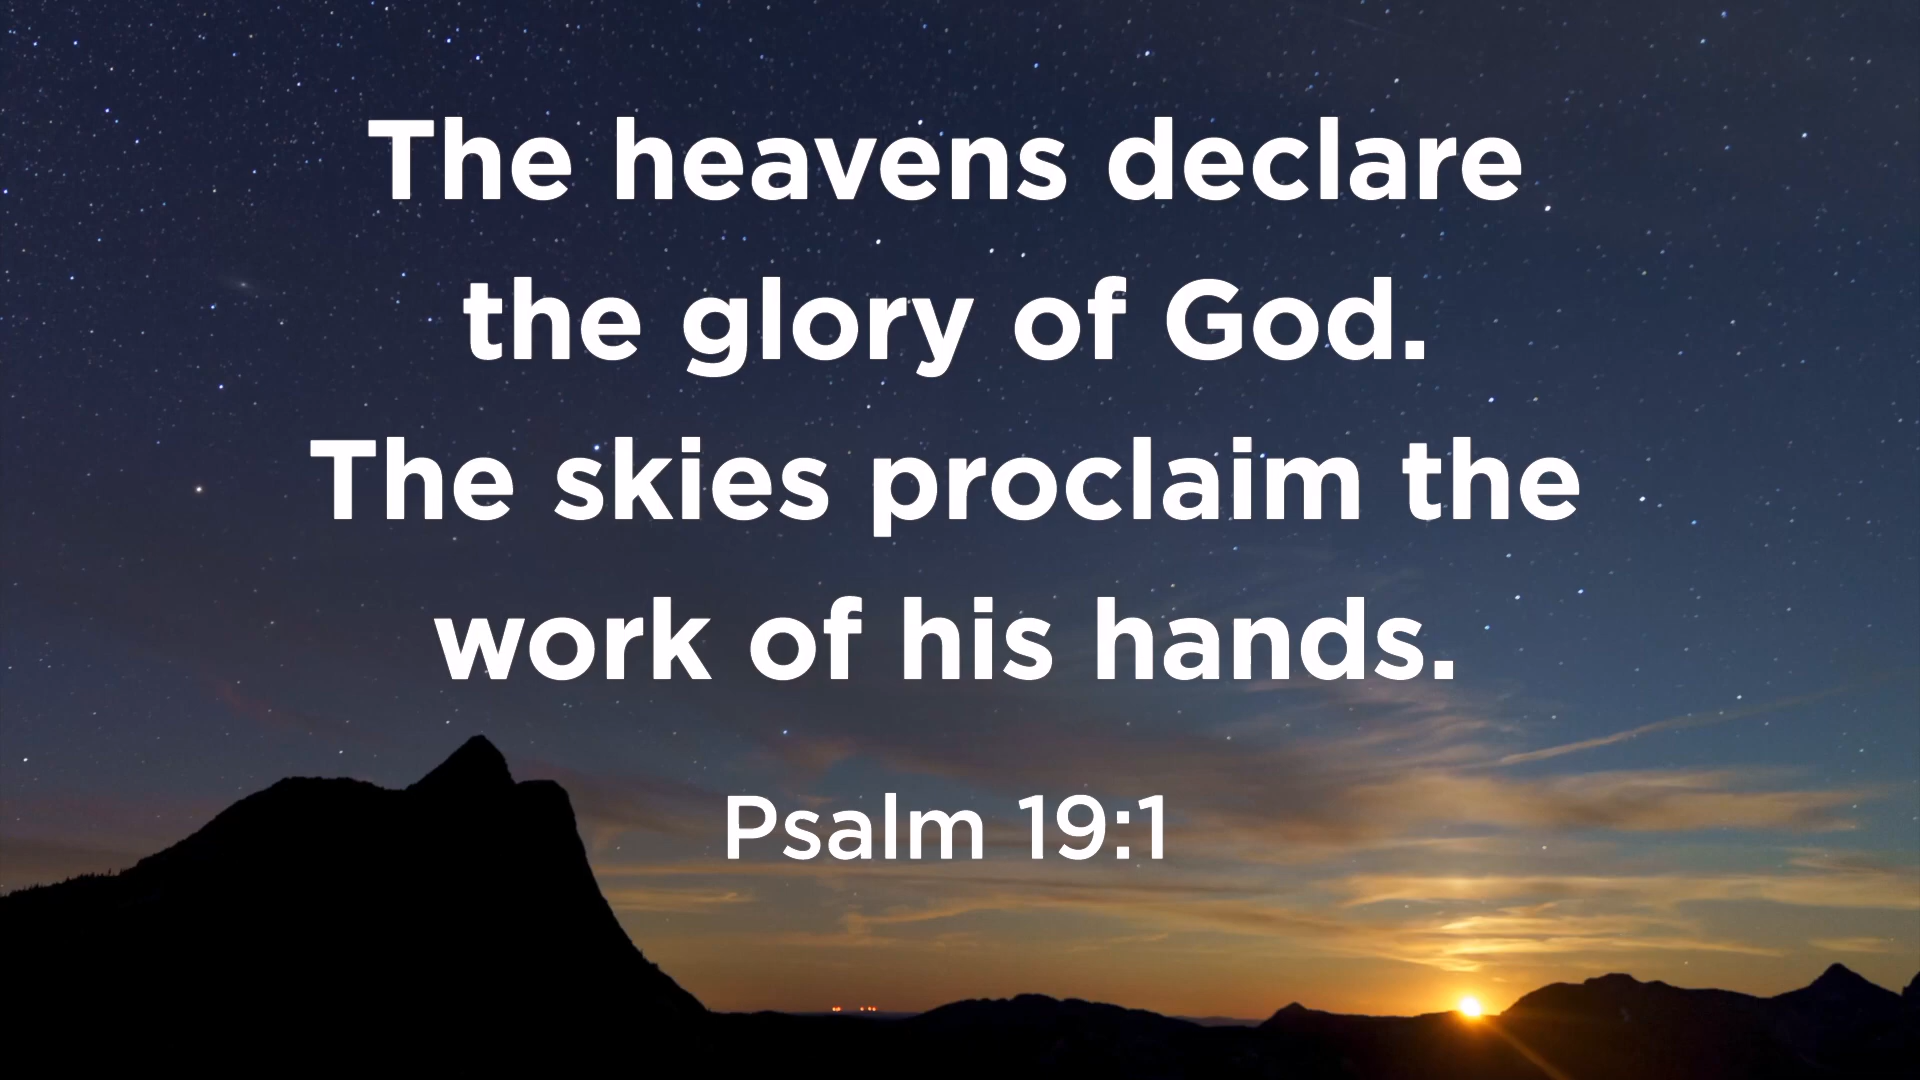 The heavens declare
the glory of God.
The skies proclaim the
work of his hands.
Psalm 19:1